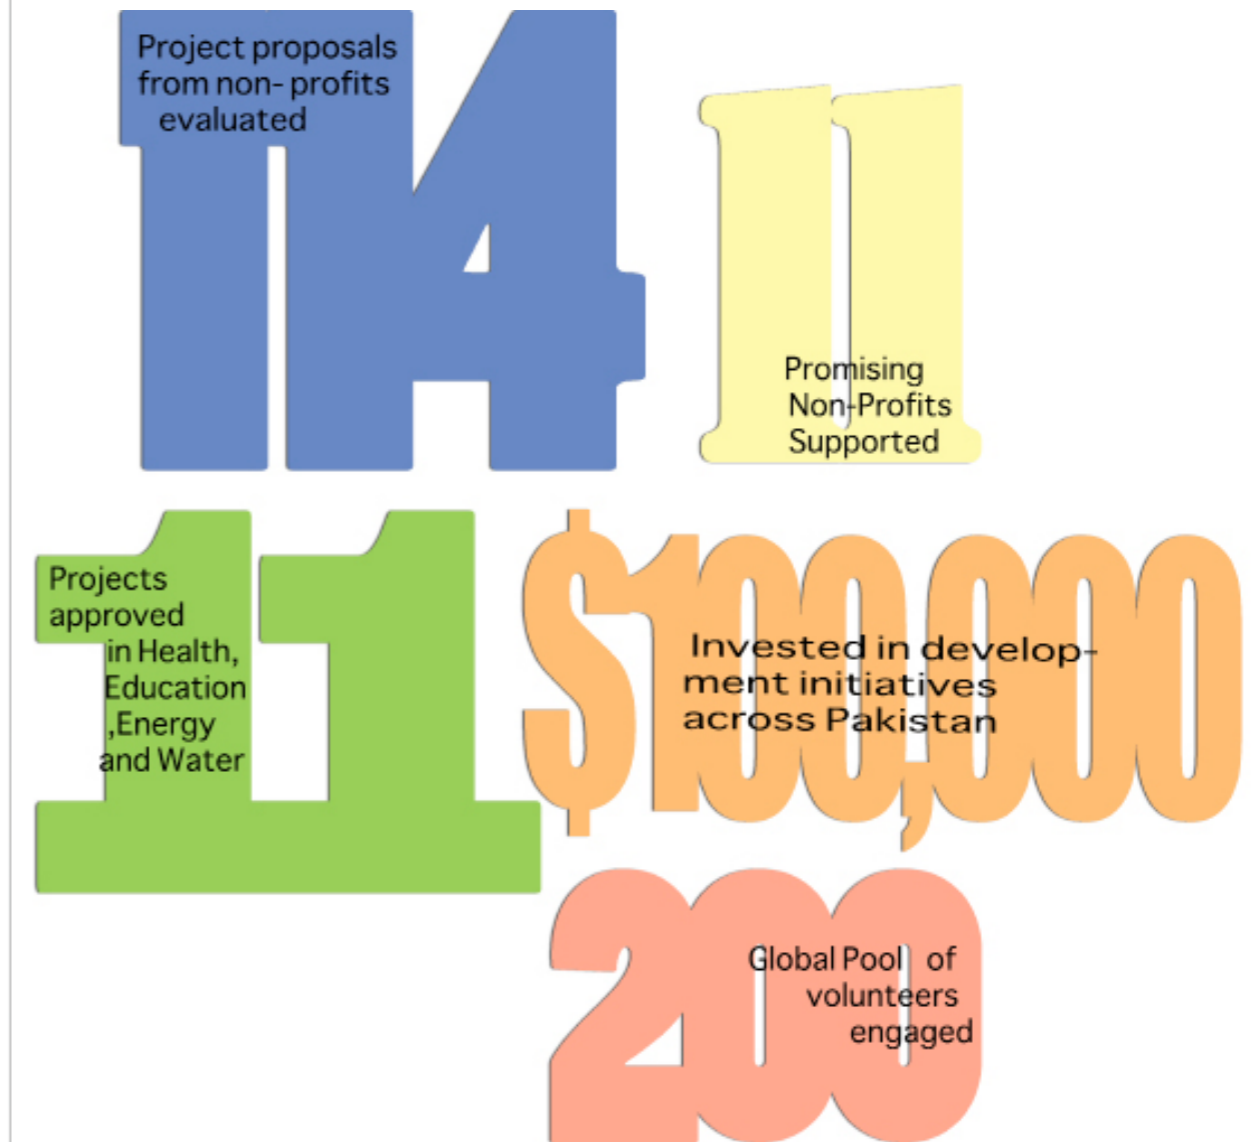 114
Project proposals
from non- profits
evaluated
11
Promising
Non-Profits
Supported
11
Projects
approved
in Health,
Education
,Energy
and Water
$100,000
Invested in develop-
ment initiatives
across Pakistan
200
Global Pool of
volunteers
engaged